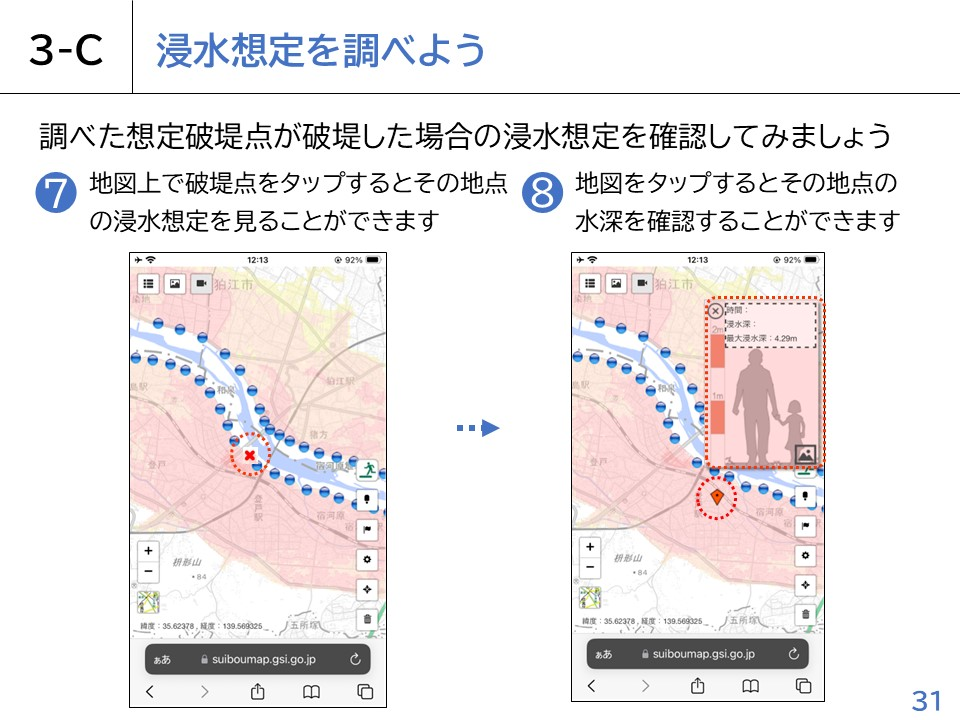 3-C
浸水想定を調べよう
調べた想定破堤点が破堤した場合の浸水想定を確認してみましょう
❼ 地図上で破堤点をタップするとその地点
の浸水想定を見ることができます
❽ 地図をタップするとその地点の
水深を確認することができます
12:13
92%
狛江市
和泉
狛江駅
猪方
登戸
登戸駅
宿河原
枡形山
・84
五所塚
+
−
緯度：35.62378 , 経度：139.569325
ぁあ suiboumap.gsi.go.jp
12:13
92%
狛江市
時間：
浸水深：
最大浸水深：4.29m
2m
1m
和泉
登戸
登戸駅
宿河原
枡形山
・84
五所塚
+
−
緯度：35.62378 , 経度：139.569325
ぁあ suiboumap.gsi.go.jp
31